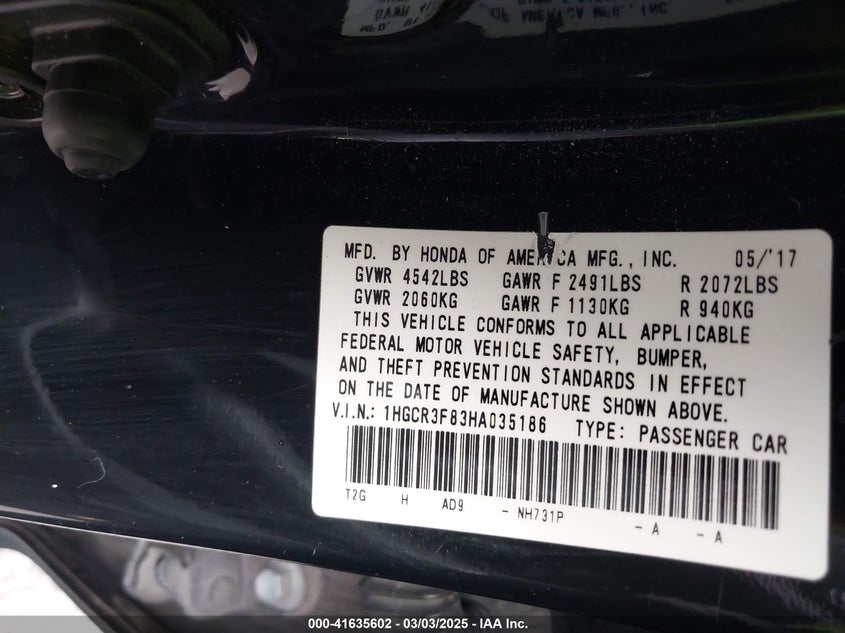 MFD. BY HONDA OF AMERICA MFG., INC. 05/'17
GVWR 4542LBS GAWR F 2491LBS R 2072LBS
GVWR 2060KG GAWR F 1130KG R 940KG
THIS VEHICLE CONFORMS TO ALL APPLICABLE
FEDERAL MOTOR VEHICLE SAFETY, BUMPER,
AND THEFT PREVENTION STANDARDS IN EFFECT
ON THE DATE OF MANUFACTURE SHOWN ABOVE.
V.I.N.: 1HGCR3F83HA035186 TYPE: PASSENGER CAR
T2G H AD9 - NH731P - A - A
000-41635602 - 03/03/2025 - IAA Inc.